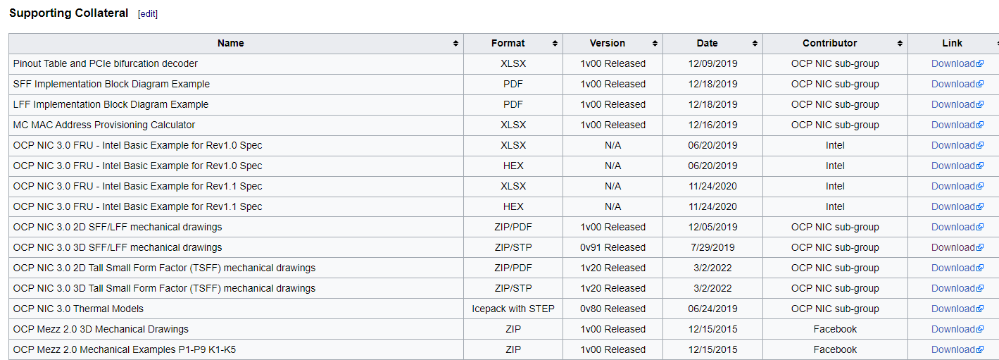 Supporting Collateral [edit]
Name Format Version Date Contributor Link
Pinout Table and PCIe bifurcation decoder XLSX 1v00 Released 12/09/2019 OCP NIC sub-group Download
SFF Implementation Block Diagram Example PDF 1v00 Released 12/18/2019 OCP NIC sub-group Download
LFF Implementation Block Diagram Example PDF 1v00 Released 12/18/2019 OCP NIC sub-group Download
MC MAC Address Provisioning Calculator XLSX 1v00 Released 12/16/2019 OCP NIC sub-group Download
OCP NIC 3.0 FRU - Intel Basic Example for Rev1.0 Spec XLSX N/A 06/20/2019 Intel Download
OCP NIC 3.0 FRU - Intel Basic Example for Rev1.0 Spec HEX N/A 06/20/2019 Intel Download
OCP NIC 3.0 FRU - Intel Basic Example for Rev1.1 Spec XLSX N/A 11/24/2020 Intel Download
OCP NIC 3.0 FRU - Intel Basic Example for Rev1.1 Spec HEX N/A 11/24/2020 Intel Download
OCP NIC 3.0 2D SFF/LFF mechanical drawings ZIP/PDF 1v00 Released 12/05/2019 OCP NIC sub-group Download
OCP NIC 3.0 3D SFF/LFF mechanical drawings ZIP/STP 0v91 Released 7/29/2019 OCP NIC sub-group Download
OCP NIC 3.0 2D Tall Small Form Factor (TSFF) mechanical drawings ZIP/PDF 1v20 Released 3/2/2022 OCP NIC sub-group Download
OCP NIC 3.0 3D Tall Small Form Factor (TSFF) mechanical drawings ZIP/STP 1v20 Released 3/2/2022 OCP NIC sub-group Download
OCP NIC 3.0 Thermal Models Icepack with STEP 0v80 Released 06/24/2019 OCP NIC sub-group Download
OCP Mezz 2.0 3D Mechanical Drawings ZIP 1v00 Released 12/15/2015 Facebook Download
OCP Mezz 2.0 Mechanical Examples P1-P9 K1-K5 ZIP 1v00 Released 12/15/2015 Facebook Download